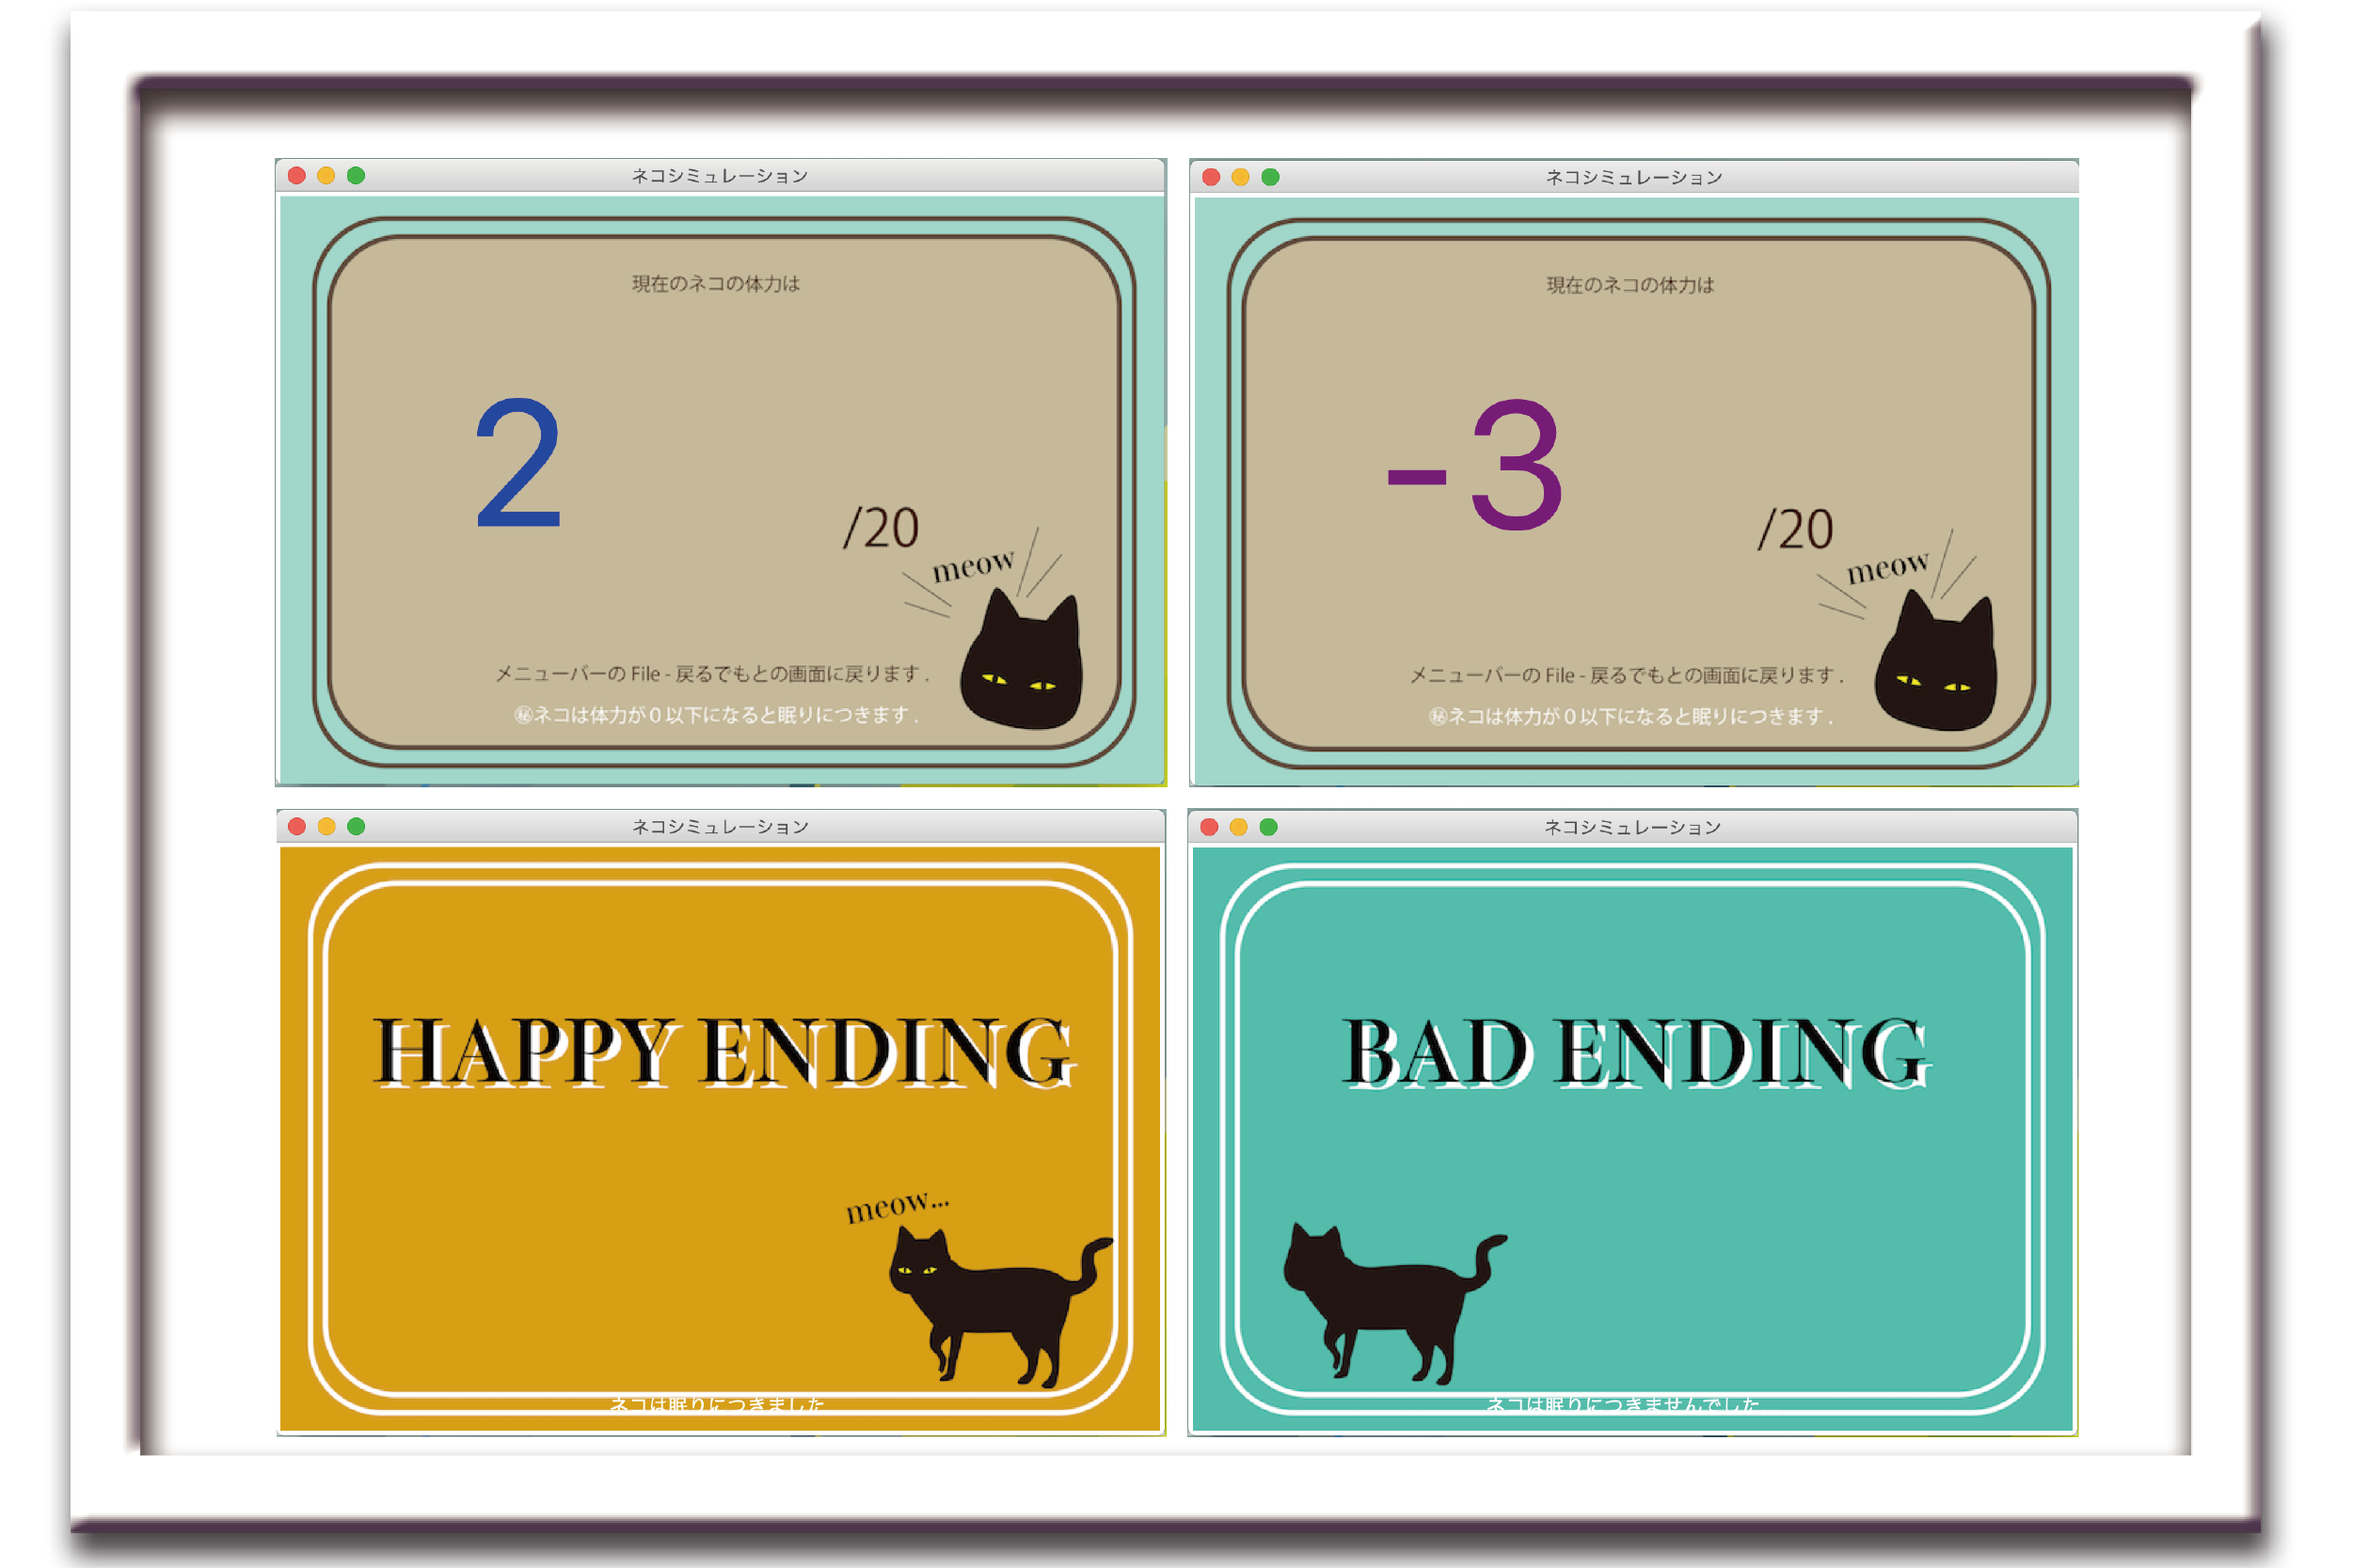 ネコシミュレーション
現在のネコの体力は
2
/20
meow
メニューバーの File - 戻るでもとの画面に戻ります .
㊙ネコは体力が０以下になると眠りにつきます .
ネコシミュレーション
現在のネコの体力は
-3
/20
meow
メニューバーの File - 戻るでもとの画面に戻ります .
㊙ネコは体力が０以下になると眠りにつきます .
ネコシミュレーション
HAPPY ENDING
meow...
ネコは眠りにつきました
ネコシミュレーション
BAD ENDING
ネコは眠りにつきませんでした